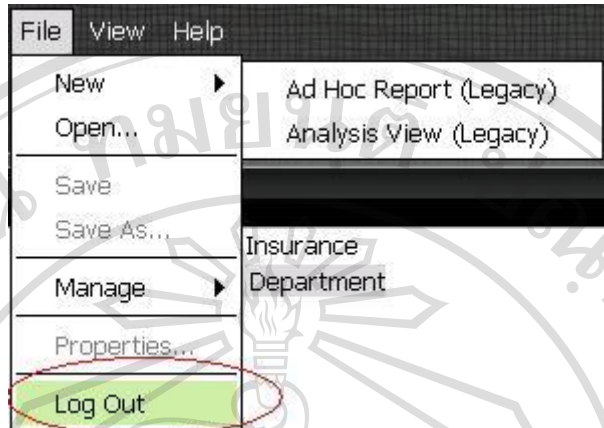 File View Help
New
Ad Hoc Report (Legacy)
Open...
Analysis View (Legacy)
Save
Save As...
Insurance
Manage
Department
Properties...
Log Out